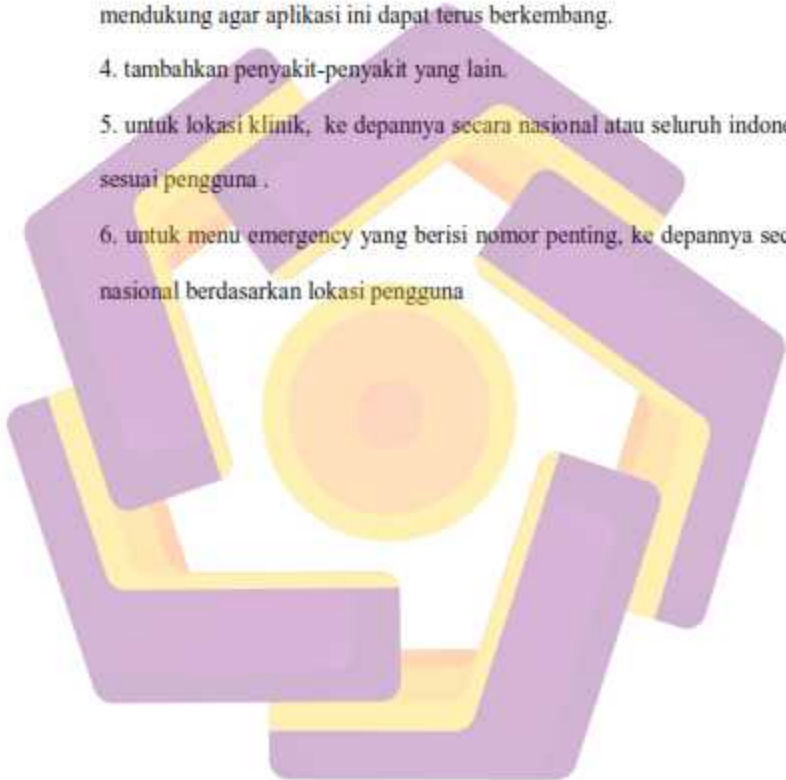 mendukung agar aplikasi ini dapat terus berkembang.
4. tambahkan penyakit-penyakit yang lain.
5. untuk lokasi klinik, ke depannya secara nasional atau seluruh indone
sesuai pengguna .
6. untuk menu emergency yang berisi nomor penting, ke depannya sec
nasional berdasarkan lokasi pengguna